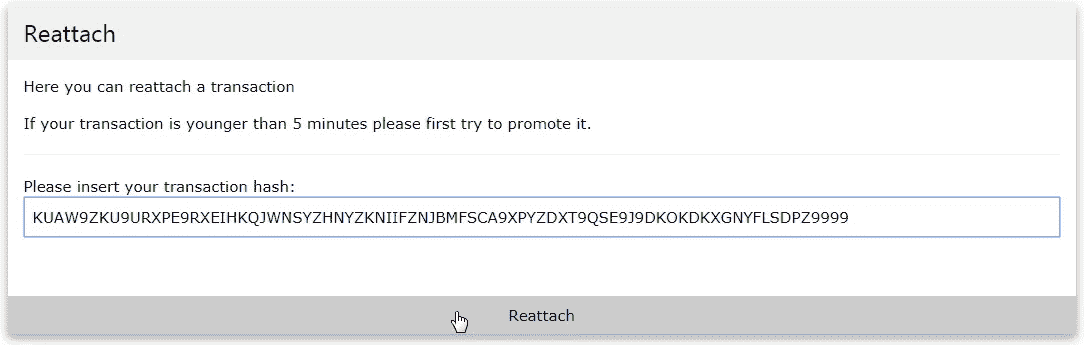 Reattach
Here you can reattach a transaction
If your transaction is younger than 5 minutes please first try to promote it.
Please insert your transaction hash:
KUAW9ZKU9URXPE9RXEIHKQJWNSYZHNYZKNIIFZNJBMFSCA9XPYZDXT9QSE9J9DKOKDKXGNYFLSDPZ9999
Reattach